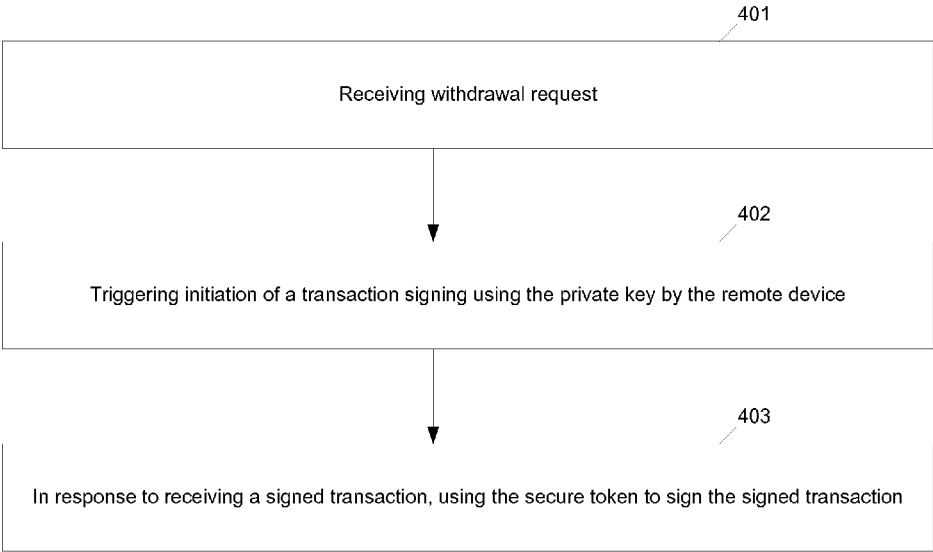 401
Receiving withdrawal request
402
Triggering initiation of a transaction signing using the private key by the remote device
403
In response to receiving a signed transaction, using the secure token to sign the signed transaction